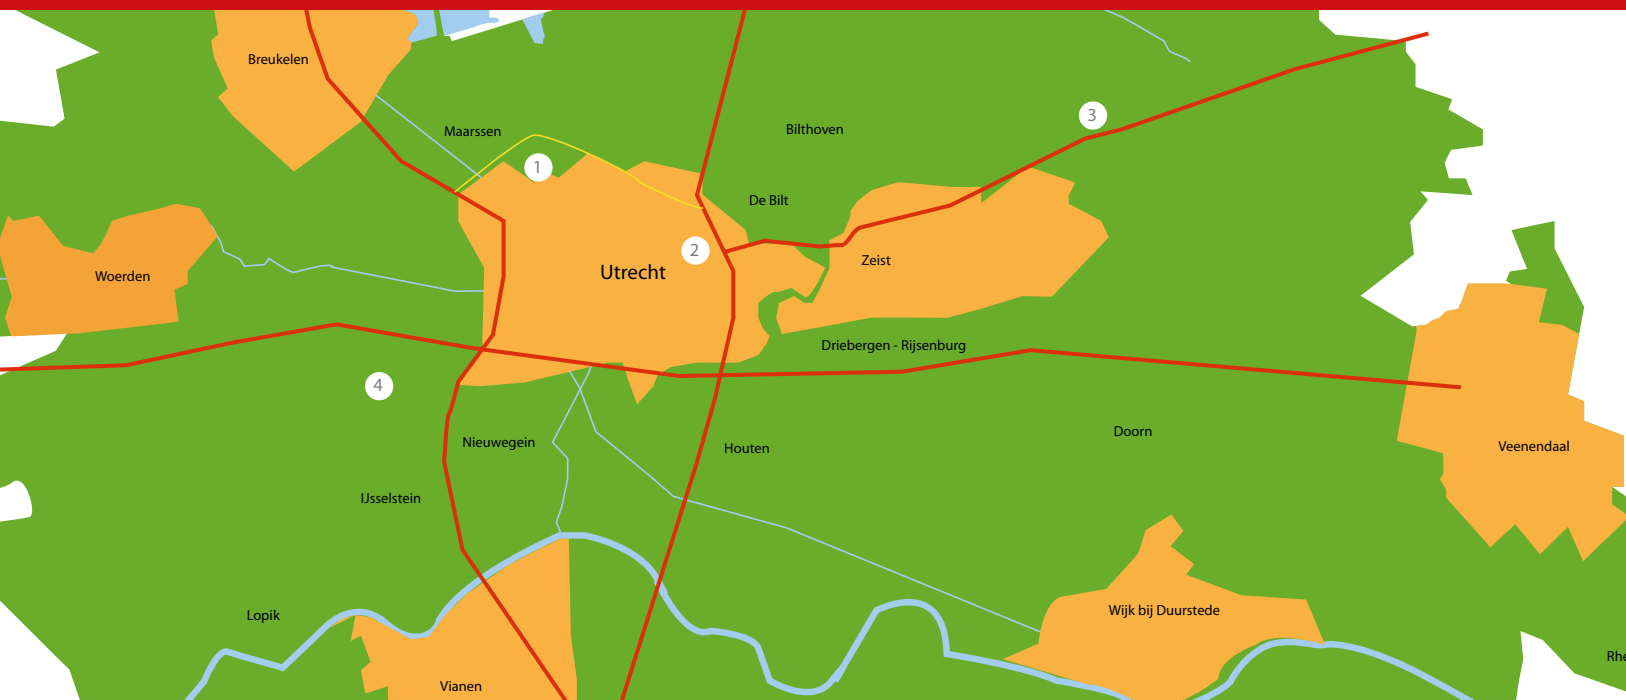 Breukelen
3
Maarssen
Bilthoven
1
De Bilt
2
Zeist
Utrecht
Woerden
Driebergen - Rijsenburg
4
Doorn
Nieuwegein
Houten
Veenendaal
IJsselstein
Wijk bij Duurstede
Lopik
Rhe
Vianen